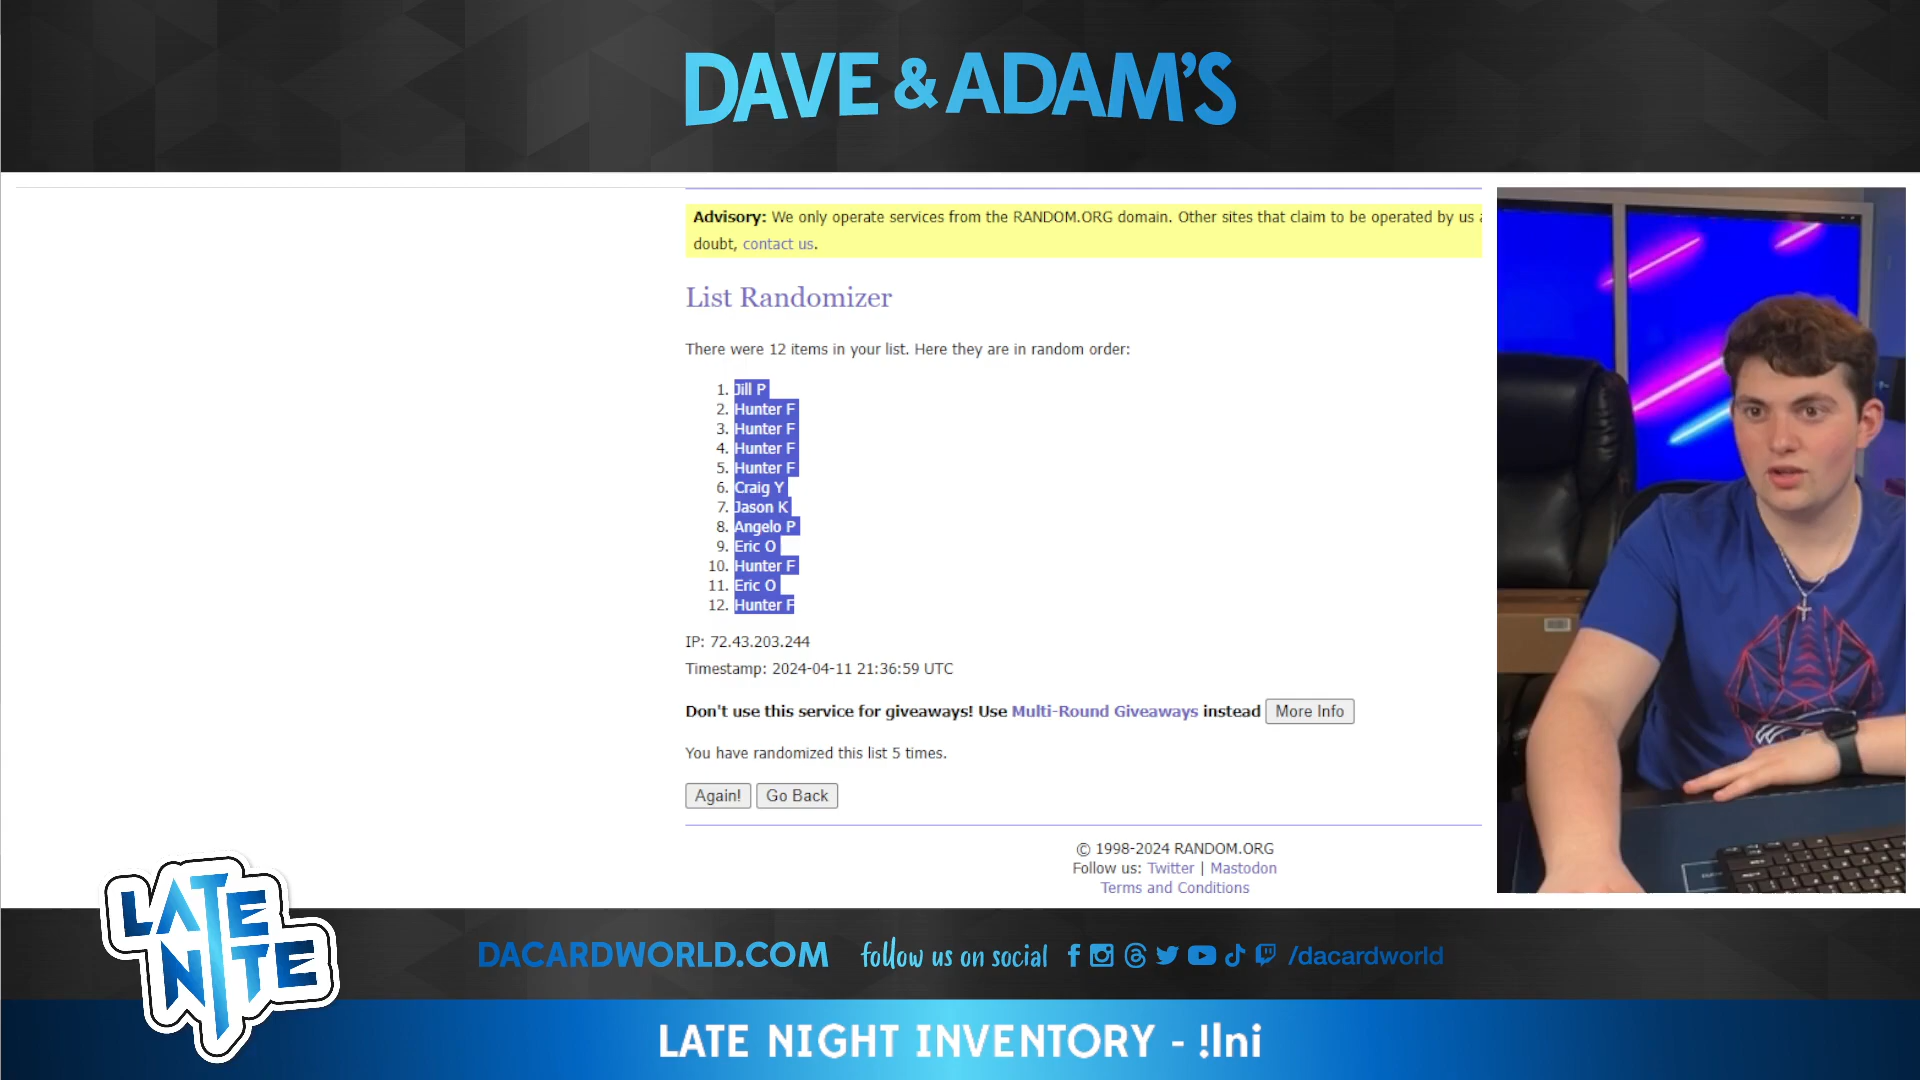 DAVE & ADAM'S
Advisory: We only operate services from the RANDOM.ORG domain. Other sites that claim to be operated by us
doubt, contact us.
List Randomizer
There were 12 items in your list. Here they are in random order:
1. Jill P
2. Hunter F
3. Hunter F
4. Hunter F
5. Hunter F
6. Craig Y
7. Jason K
8. Angelo P
9. Eric O
10. Hunter F
11. Eric O
12. Hunter F
IP: 72.43.203.244
Timestamp: 2024-04-11 21:36:59 UTC
Don't use this service for giveaways! Use Multi-Round Giveaways instead More Info
You have randomized this list 5 times.
Again! Go Back
© 1998-2024 RANDOM.ORG
Follow us: Twitter | Mastodon
Terms and Conditions
LATE
NITE
DACARDWORLD.COM follow us on social /dacardworld
LATE NIGHT INVENTORY - !lni